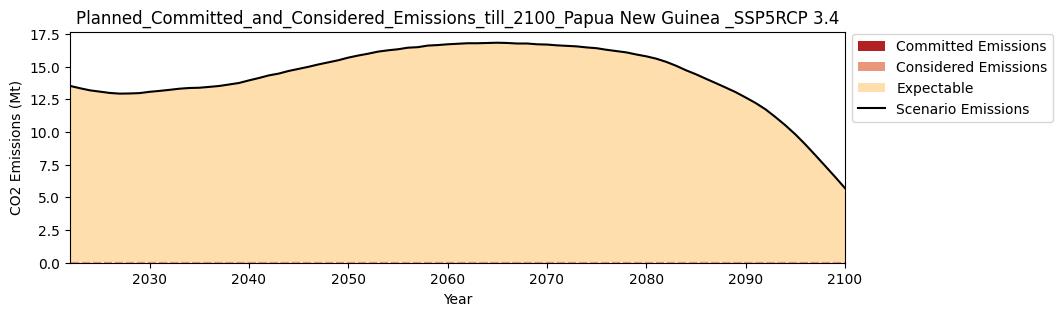 Planned_Committed_and_Considered_Emissions_till_2100_Papua New Guinea _SSP5RCP 3.4
17.5
15.0
12.5
10.0
7.5
5.0
2.5
0.0
CO2 Emissions (Mt)
2030 2040 2050 2060 2070 2080 2090 2100
Year
Committed Emissions
Considered Emissions
Expectable
Scenario Emissions